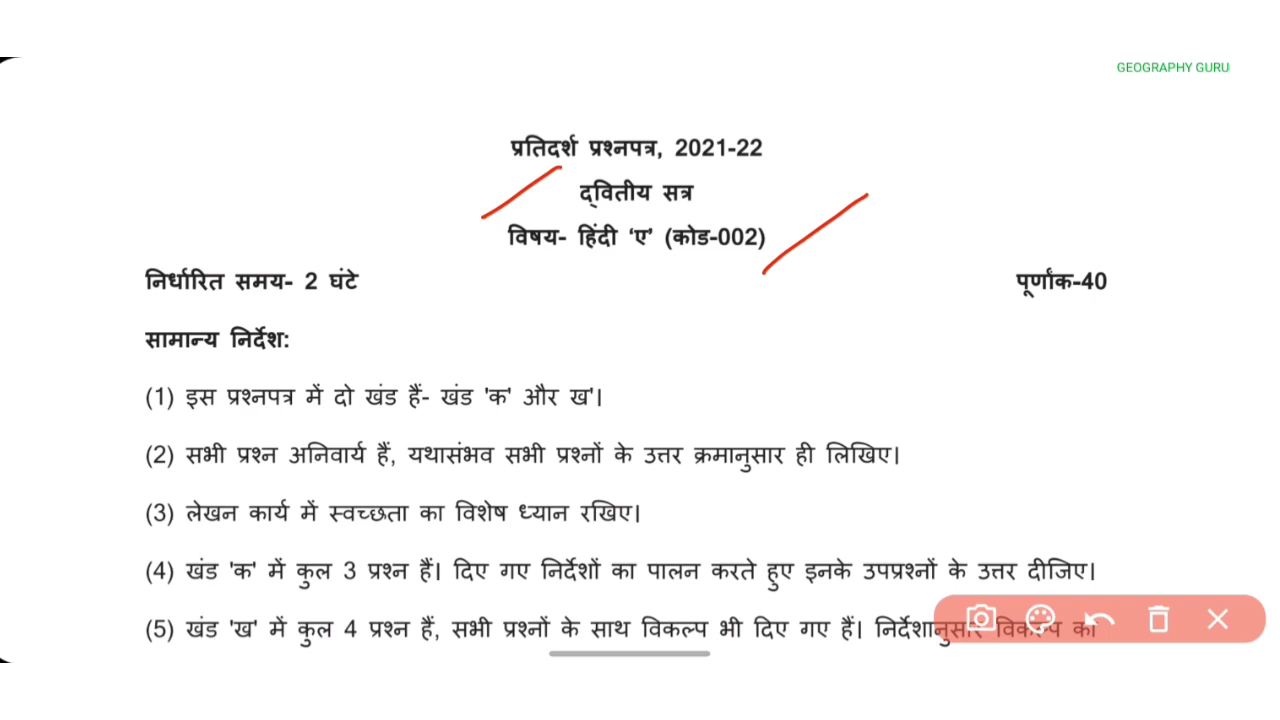 GEOGRAPHY GURU
प्रतिदर्श प्रश्नपत्र, 2021-22
द्वितीय सत्र
विषय- हिंदी ‘ए’ (कोड-002)
निर्धारित समय- 2 घंटे पूर्णांक-40
सामान्य निर्देश:
(1) इस प्रश्नपत्र में दो खंड हैं- खंड 'क' और ख'।
(2) सभी प्रश्न अनिवार्य हैं, यथासंभव सभी प्रश्नों के उत्तर क्रमानुसार ही लिखिए।
(3) लेखन कार्य में स्वच्छता का विशेष ध्यान रखिए।
(4) खंड 'क' में कुल 3 प्रश्न हैं। दिए गए निर्देशों का पालन करते हुए इनके उपप्रश्नों के उत्तर दीजिए।
(5) खंड 'ख' में कुल 4 प्रश्न हैं, सभी प्रश्नों के साथ विकल्प भी दिए गए हैं। निर्देशानुसार विकल्प का